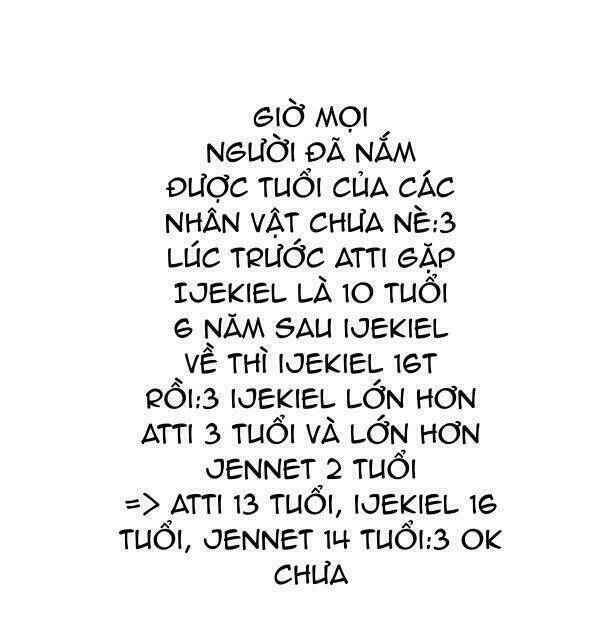 GIỜ MỌI
NGƯỜI ĐÃ NẮM
ĐƯỢC TUỔI CỦA CÁC
NHÂN VẬT CHƯA NÈ:3
LÚC TRƯỚC ATTI GẶP
IJEKIEL LÀ 10 TUỔI
6 NĂM SAU IJEKIEL
VỀ THÌ IJEKIEL 16T
RỒI:3 IJEKIEL LỚN HƠN
ATTI 3 TUỔI VÀ LỚN HƠN
JENNET 2 TUỔI
=> ATTI 13 TUỔI, IJEKIEL 16
TUỔI, JENNET 14 TUỔI:3 OK
CHƯA